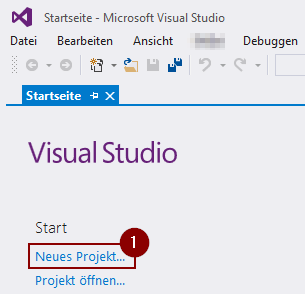 Startseite - Microsoft Visual Studio
Datei Bearbeiten Ansicht Debuggen
Startseite
Visual Studio
Start
1
Neues Projekt...
Projekt öffnen...